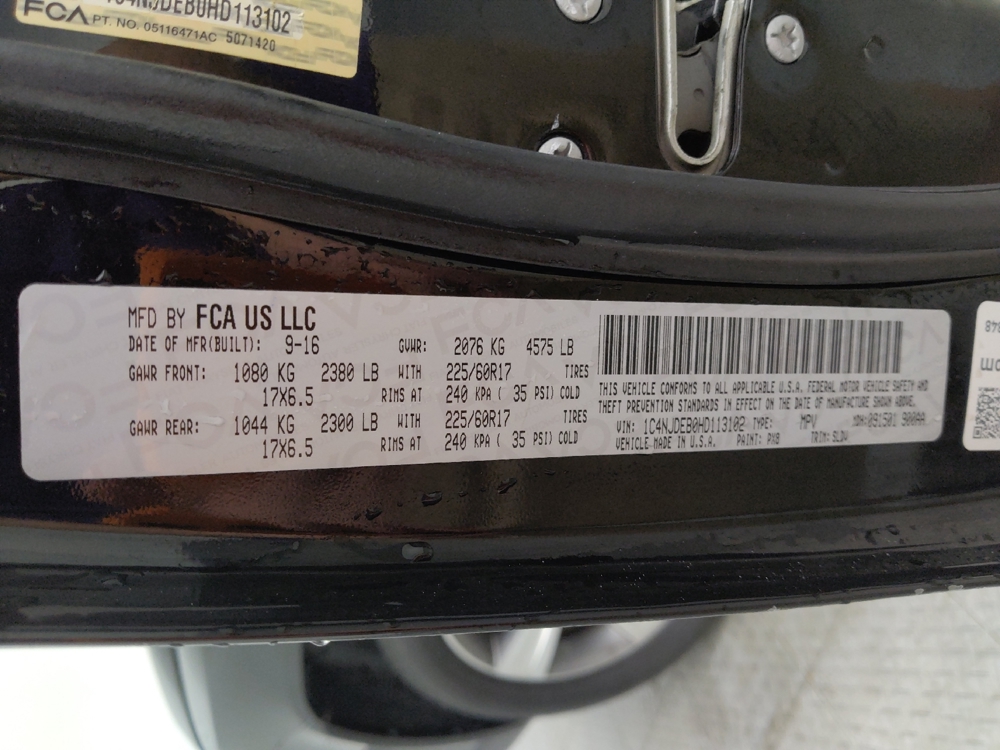 FCA PT. NO. 05116471AC 5071420
MFD BY FCA US LLC
DATE OF MFR(BUILT): 9-16 GVWR: 2076 KG 4575 LB
GAWR FRONT: 1080 KG 2380 LB WITH 225/60R17 TIRES
17X6.5 RIMS AT 240 KPA ( 35 PSI) COLD
GAWR REAR: 1044 KG 2300 LB WITH 225/60R17 TIRES
17X6.5 RIMS AT 240 KPA ( 35 PSI) COLD
THIS VEHICLE CONFORMS TO ALL APPLICABLE U.S.A. FEDERAL MOTOR VEHICLE SAFETY AND
THEFT PREVENTION STANDARDS IN EFFECT ON THE DATE OF MANUFACTURE SHOWN ABOVE.
VIN: 1C4NJDEB0HD113102 TYPE: MPV MDH:091501 900AA
VEHICLE MADE IN U.S.A. PAINT: PX8 TRIM: SLDV